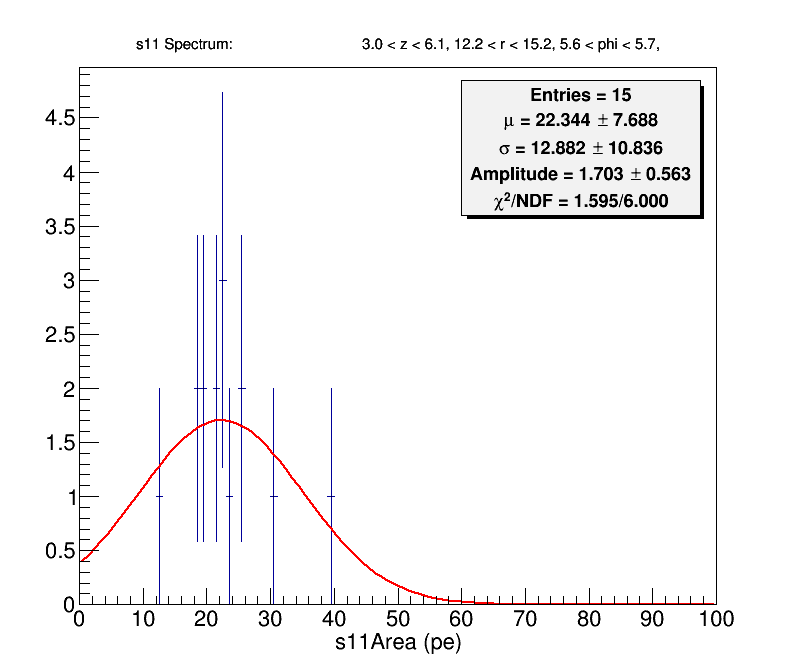 s11 Spectrum: 3.0 < z < 6.1, 12.2 < r < 15.2, 5.6 < phi < 5.7,
Entries = 15
μ = 22.344 ± 7.688
σ = 12.882 ± 10.836
Amplitude = 1.703 ± 0.563
χ²/NDF = 1.595/6.000
4.5
4
3.5
3
2.5
2
1.5
1
0.5
0
0 10 20 30 40 50 60 70 80 90 100
s11Area (pe)